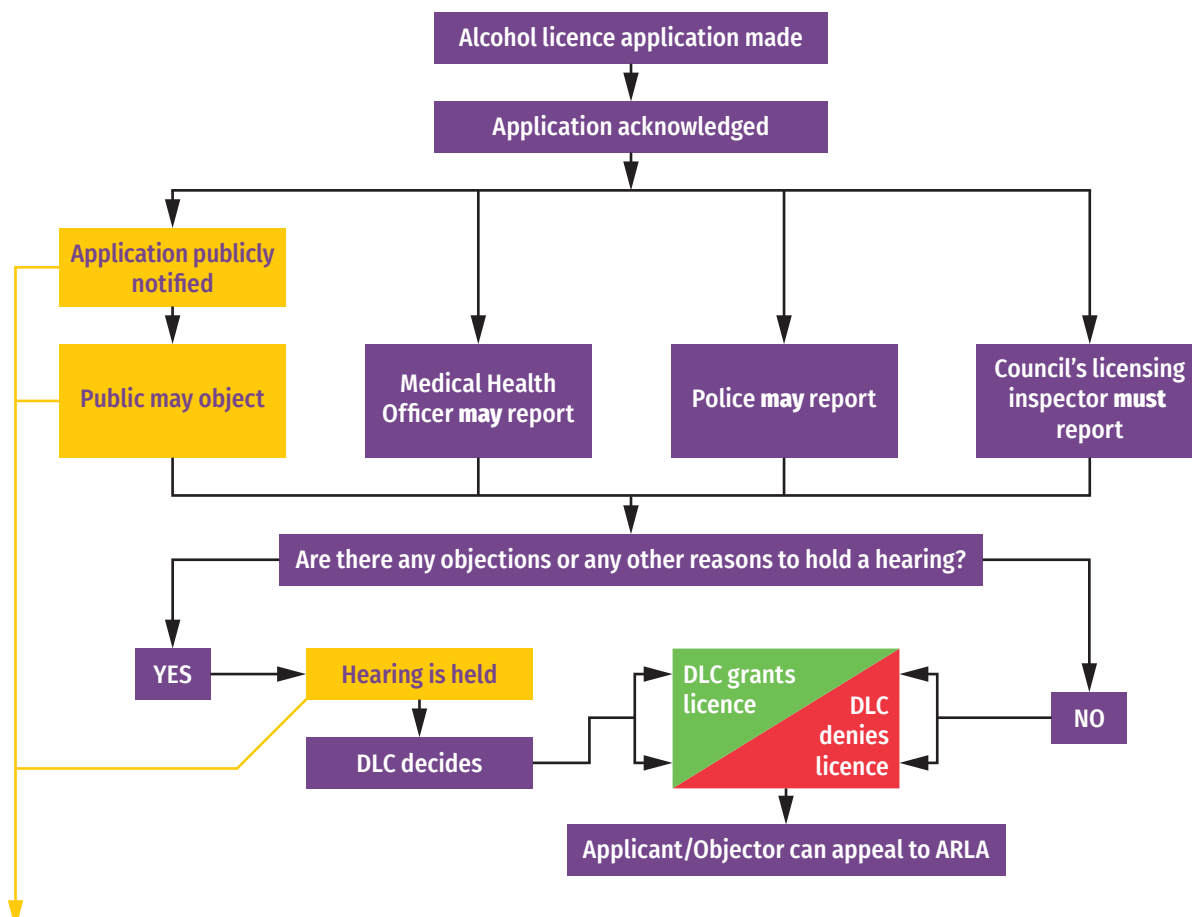 Alcohol licence application made
Application acknowledged
Application publicly
notified
Public may object
Medical Health
Officer may report
Police may report
Council’s licensing
inspector must
report
Are there any objections or any other reasons to hold a hearing?
YES
Hearing is held
DLC decides
DLC grants
licence
DLC
denies
licence
NO
Applicant/Objector can appeal to ARLA